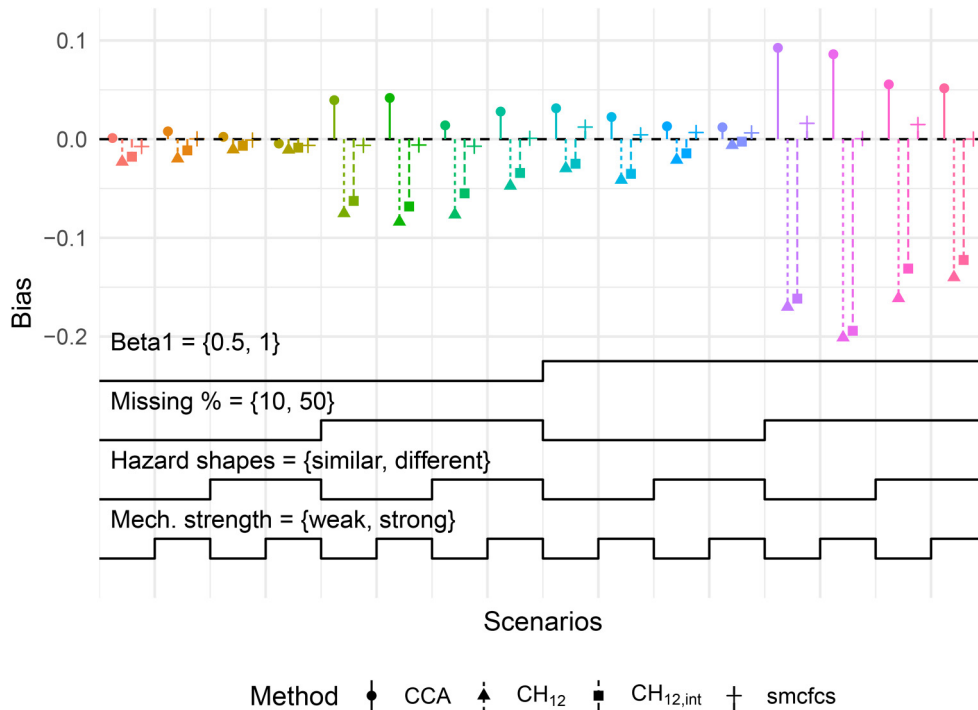 0.1
0.0
−0.1
−0.2
Bias
Beta1 = {0.5, 1}
Missing % = {10, 50}
Hazard shapes = {similar, different}
Mech. strength = {weak, strong}
Scenarios
Method CCA CH₁₂ CH₁₂,int smcfcs